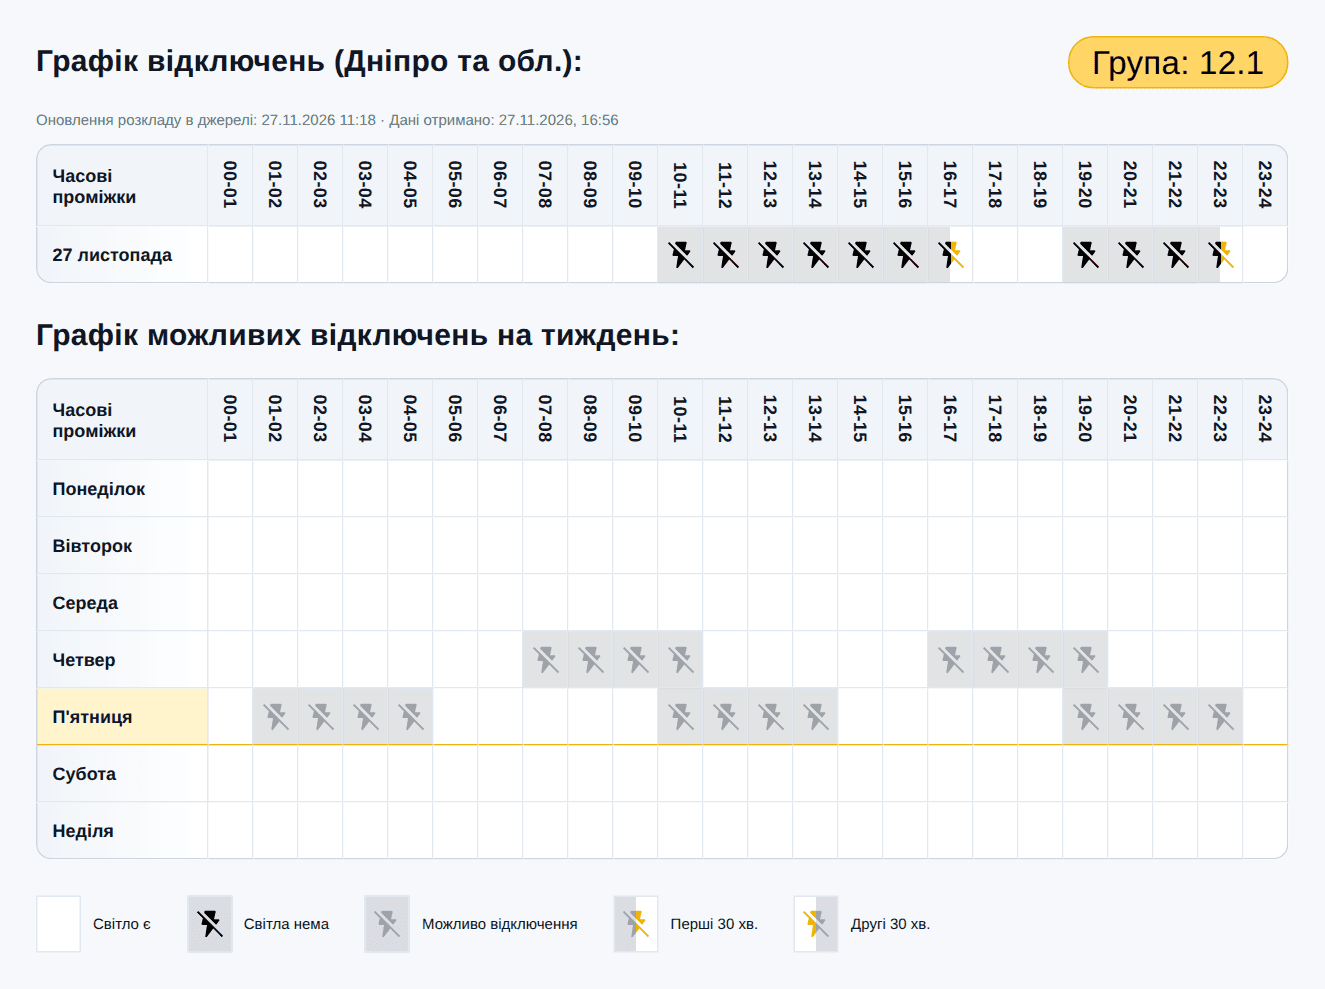 Графік відключень (Дніпро та обл.):
Група: 12.1
Оновлення розкладу в джерелі: 27.11.2026 11:18 · Дані отримано: 27.11.2026, 16:56
Часові
проміжки
00-01 01-02 02-03 03-04 04-05 05-06 06-07 07-08 08-09 09-10 10-11 11-12 12-13 13-14 14-15 15-16 16-17 17-18 18-19 19-20 20-21 21-22 22-23 23-24
27 листопада
Графік можливих відключень на тиждень:
Часові
проміжки
00-01 01-02 02-03 03-04 04-05 05-06 06-07 07-08 08-09 09-10 10-11 11-12 12-13 13-14 14-15 15-16 16-17 17-18 18-19 19-20 20-21 21-22 22-23 23-24
Понеділок
Вівторок
Середа
Четвер
П'ятниця
Субота
Неділя
Світло є
Світла нема
Можливо відключення
Перші 30 хв.
Другі 30 хв.